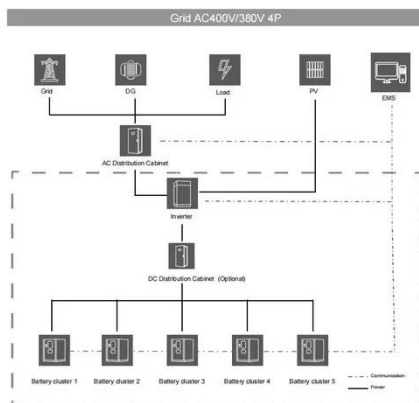 Grid AC400V/380V 4P
Grid
DG
Load
PV
EMS
AC Distribution Cabinet
Inverter
DC Distribution Cabinet (Optional)
Battery cluster 1
Battery cluster 2
Battery cluster 3
Battery cluster 4
Battery cluster 5
Communication
Power